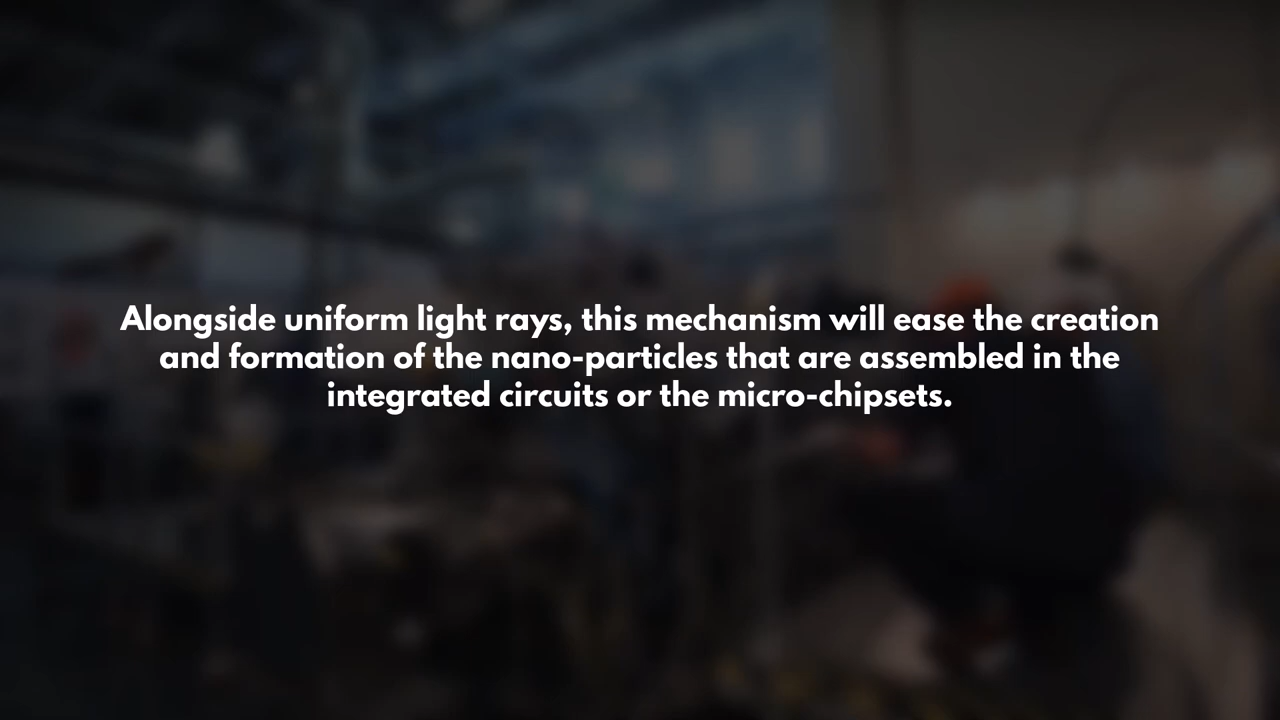 Alongside uniform light rays, this mechanism will ease the creation
and formation of the nano-particles that are assembled in the
integrated circuits or the micro-chipsets.